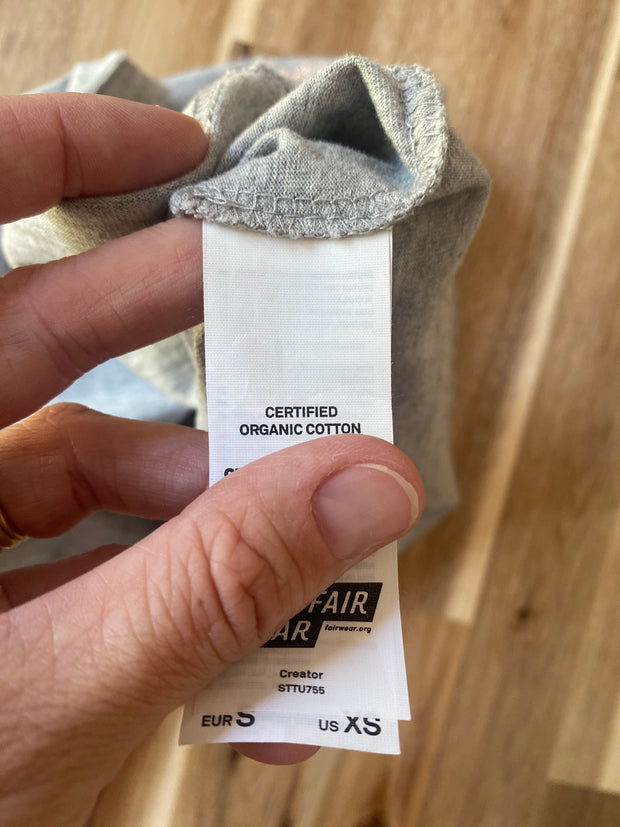 CERTIFIED
ORGANIC COTTON
FAIR
AR fairwear.org
Creator
STTU755
EUR S US XS